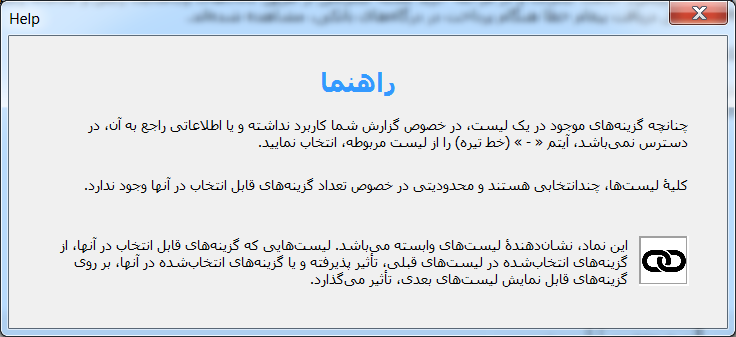 Help
راهنما
چنانچه گزینه‌های موجود در یک لیست، در خصوص گزارش شما کاربرد نداشته و یا اطلاعاتی راجع به آن، در
دسترس نمی‌باشد، آیتم « - » (خط تیره) را از لیست مربوطه، انتخاب نمایید.
کلیهٔ لیست‌ها، چندانتخابی هستند و محدودیتی در خصوص تعداد گزینه‌های قابل انتخاب در آنها وجود ندارد.
این نماد، نشان‌دهندهٔ لیست‌های وابسته می‌باشد. لیست‌هایی که گزینه‌های قابل انتخاب در آنها، از
گزینه‌های انتخاب‌شده در لیست‌های قبلی، تأثیر پذیرفته و یا گزینه‌های انتخاب‌شده در آنها، بر روی
گزینه‌های قابل نمایش لیست‌های بعدی، تأثیر می‌گذارد.